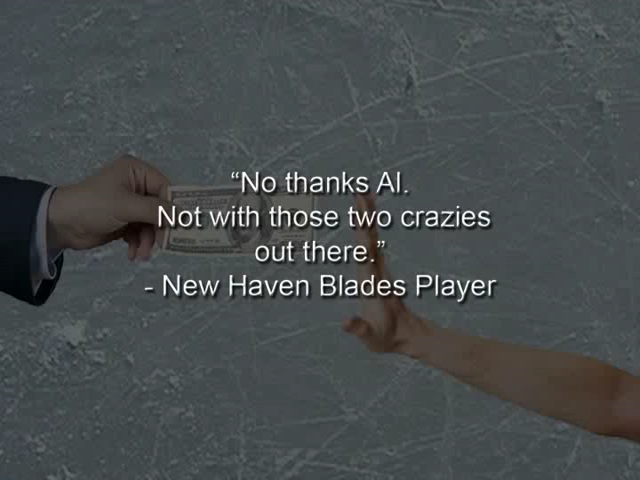 “No thanks Al.
Not with those two crazies
out there.”
- New Haven Blades Player